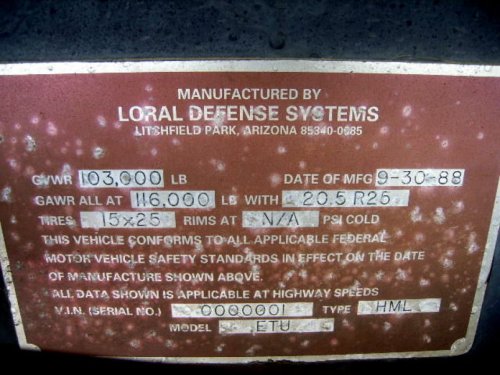 MANUFACTURED BY
LORAL DEFENSE SYSTEMS
LITCHFIELD PARK, ARIZONA 85340-0085
GVWR 103,000 LB DATE OF MFG 9-30-88
GAWR ALL AT 116,000 LB WITH 20.5 R25
TIRES 15x25 RIMS AT N/A PSI COLD
THIS VEHICLE CONFORMS TO ALL APPLICABLE FEDERAL
MOTOR VEHICLE SAFETY STANDARDS IN EFFECT ON THE DATE
OF MANUFACTURE SHOWN ABOVE.
ALL DATA SHOWN IS APPLICABLE AT HIGHWAY SPEEDS
V.I.N. (SERIAL NO.) 0000001 TYPE HML
MODEL ETU